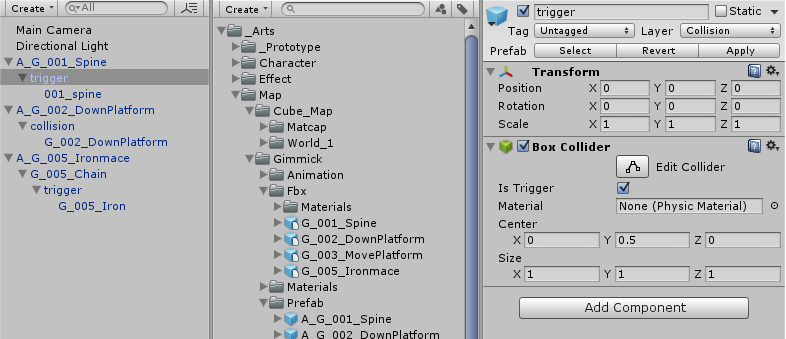 Create
All
Main Camera
Directional Light
A_G_001_Spine
trigger
001_spine
A_G_002_DownPlatform
collision
G_002_DownPlatform
A_G_005_Ironmace
G_005_Chain
trigger
G_005_Iron
Create
_Arts
_Prototype
Character
Effect
Map
Cube_Map
Matcap
World_1
Gimmick
Animation
Fbx
Materials
G_001_Spine
G_002_DownPlatform
G_003_MovePlatform
G_005_Ironmace
Materials
Prefab
A_G_001_Spine
A_G_002_DownPlatform
trigger Static
Tag Untagged Layer Collision
Prefab Select Revert Apply
Transform
Position X 0 Y 0 Z 0
Rotation X 0 Y 0 Z 0
Scale X 1 Y 1 Z 1
Box Collider
Edit Collider
Is Trigger
Material None (Physic Material)
Center
X 0 Y 0.5 Z 0
Size
X 1 Y 1 Z 1
Add Component